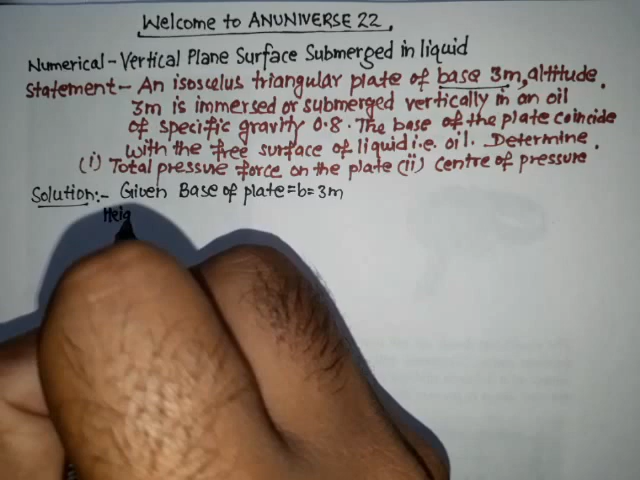 Welcome to ANUNIVERSE 22.
Numerical - Vertical Plane Surface Submerged in liquid
Statement - An isoscelus triangular plate of base 3m, altitude.
3m is immersed or submerged vertically in an oil
of specific gravity 0.8. The base of the plate coincide
with the free surface of liquid i.e. oil. Determine.
(i) Total pressure force on the plate (ii) centre of pressure
Solution:- Given Base of plate = b = 3m
Heig